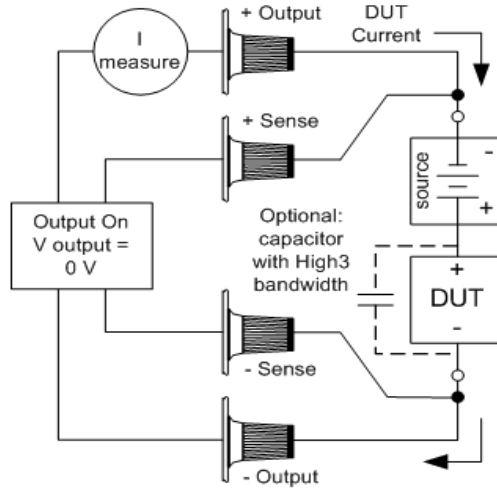 I
measure
+ Output
DUT
Current
+ Sense
-
source
+
Output On
V output =
0 V
Optional:
capacitor
with High3
bandwidth
+
DUT
-
- Sense
- Output